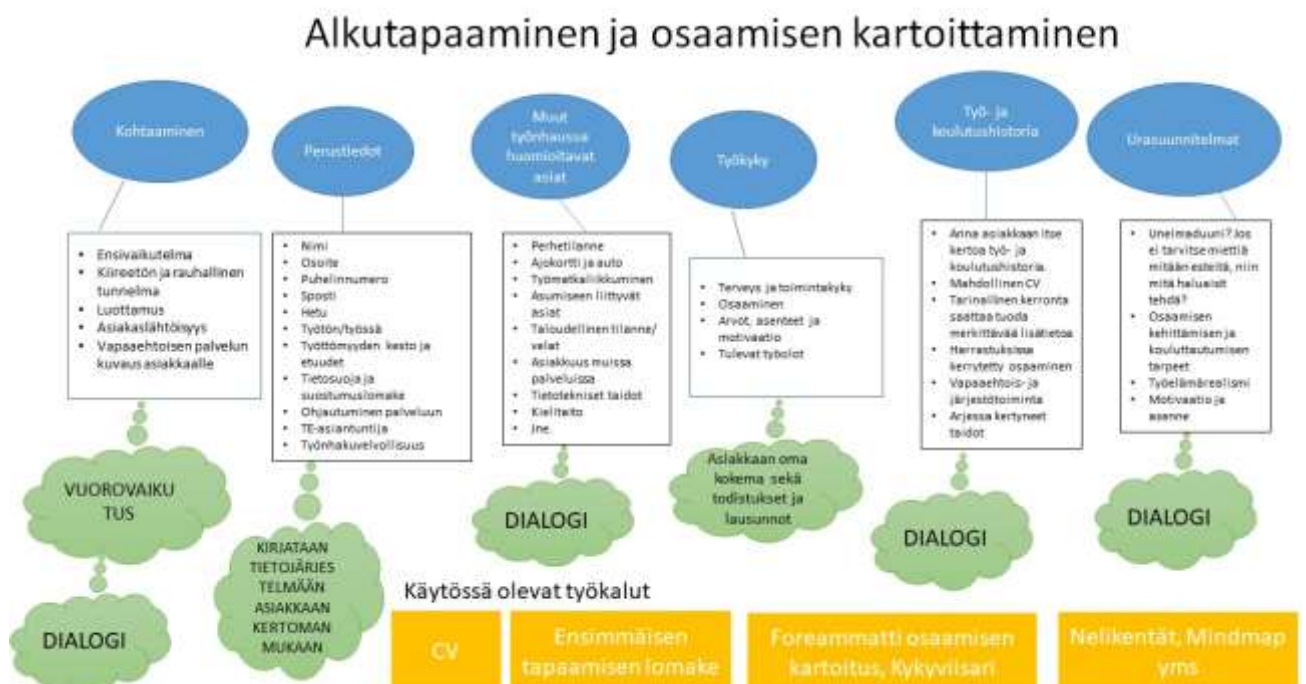 Alkutapaaminen ja osaamisen kartoittaminen
Kohtaaminen
Ensivaikutelma
Kiireetön ja rauhallinen
tunnelma
Luottamus
Asiakaslähtöisyys
Vapaaehtoisen palvelun
kuvaus asiakkaalle
VUOROVAIKU
TUS
DIALOGI
Perustiedot
Nimi
Osoite
Puhelinnumero
Sposti
Hetu
Työtön/työssä
Työttömyyden kesto ja
etuudet
Tietosuoja ja
suostumuslomake
Ohjautuminen palveluun
TE-asiantuntija
Työnhakuvelvollisuus
KIRJATAAN
TIETOJÄRJES
TELMÄÄN
ASIAKKAAN
KERTOMAN
MUKAAN
Muut
työnhaussa
huomioitavat
asiat
Perhetilanne
Ajokortti ja auto
Työmatkaliikkuminen
Asumiseen liittyvät
asiat
Taloudellinen tilanne/
velat
Asiakkuus muissa
palveluissa
Tietotekniset taidot
Kielitaito
Jne.
DIALOGI
Työkyky
Terveys ja toimintakyky
Osaaminen
Arvot, asenteet ja
motivaatio
Tulevat työolot
Asiakkaan oma
kokema sekä
todistukset ja
lausunnot
Työ- ja
koulutushistoria
Anna asiakkaan itse
kertoa työ- ja
koulutushistoria.
Mahdollinen CV
Tarinallinen kerronta
saattaa tuoda
merkittävää lisätietoa
Harrastuksissa
kerrytetty osaaminen
Vapaaehtois- ja
järjestötoiminta
Arjessa kertyneet
taidot
DIALOGI
Urasuunnitelmat
Unelmaduuni? Jos
ei tarvitse miettiä
mitään esteitä, niin
mitä haluaisit
tehdä?
Osaamisen
kehittämisen ja
kouluttautumisen
tarpeet
Työelämärealismi
Motivaatio ja
asenne
DIALOGI
Käytössä olevat työkalut
CV
Ensimmäisen
tapaamisen lomake
Foreammatti osaamisen
kartoitus, Kykyviisari
Nelikentät, Mindmap
yms